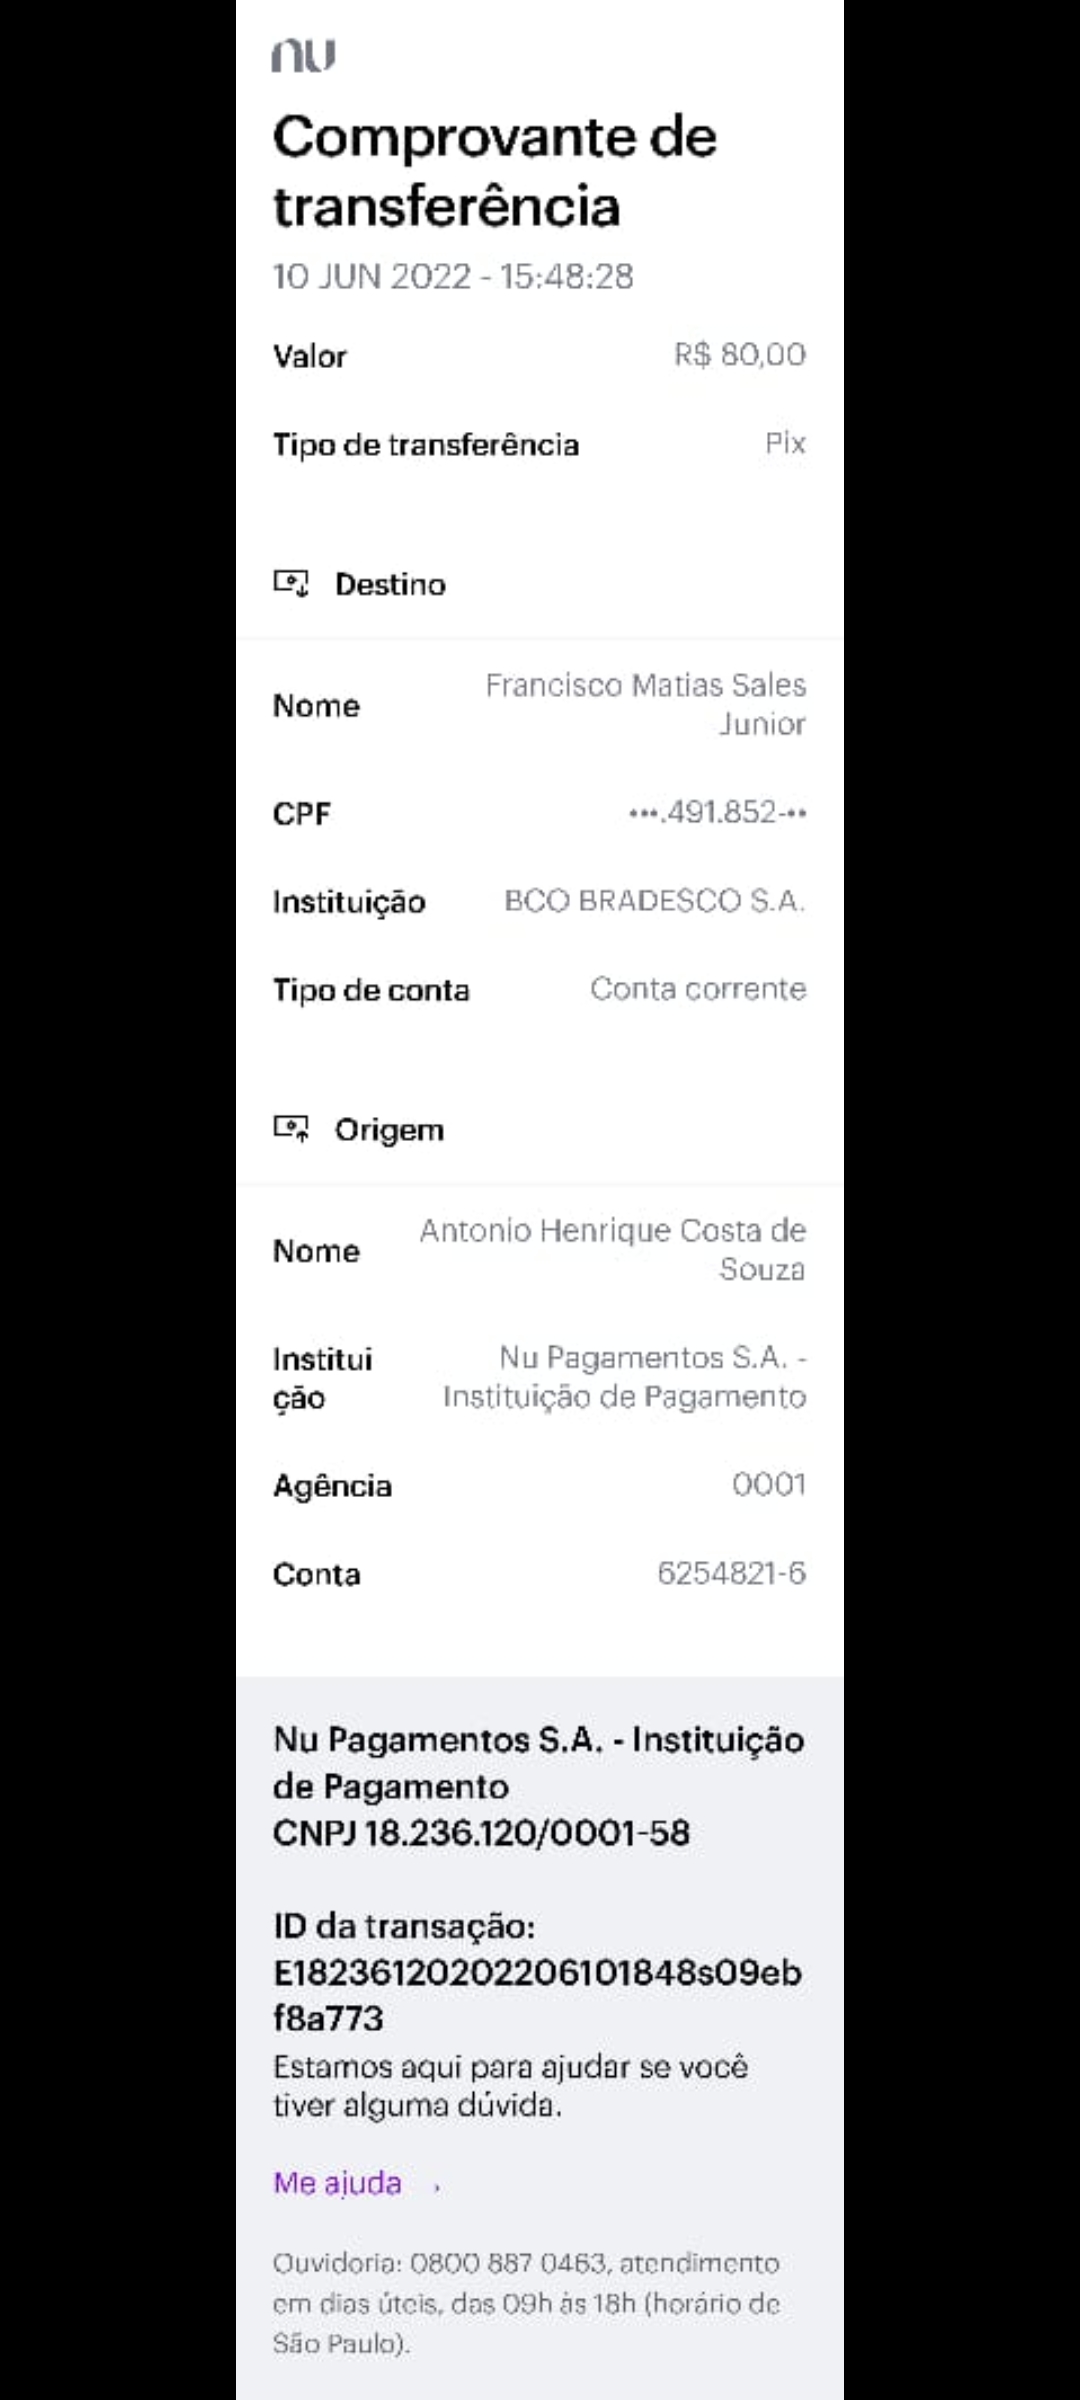 nu
Comprovante de
transferência
10 JUN 2022 - 15:48:28
Valor R$ 80,00
Tipo de transferência Pix
Destino
Nome Francisco Matias Sales
Junior
CPF •••.491.852-••
Instituição BCO BRADESCO S.A.
Tipo de conta Conta corrente
Origem
Nome Antonio Henrique Costa de
Souza
Institui Nu Pagamentos S.A. -
ção Instituição de Pagamento
Agência 0001
Conta 6254821-6
Nu Pagamentos S.A. - Instituição
de Pagamento
CNPJ 18.236.120/0001-58
ID da transação:
E18236120202206101848s09eb
f8a773
Estamos aqui para ajudar se você
tiver alguma dúvida.
Me ajuda
Ouvidoria: 0800 887 0463, atendimento
em dias úteis, das 09h às 18h (horário de
São Paulo).